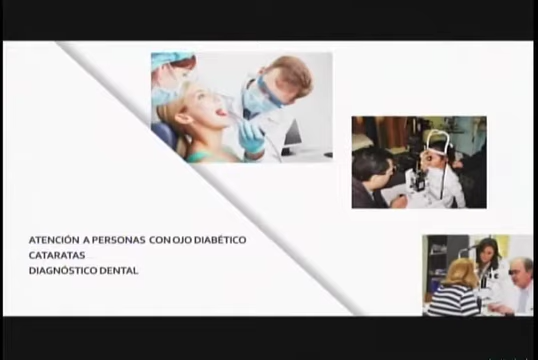 ATENCIÓN A PERSONAS CON OJO DIABÉTICO
CATARATAS
DIAGNÓSTICO DENTAL